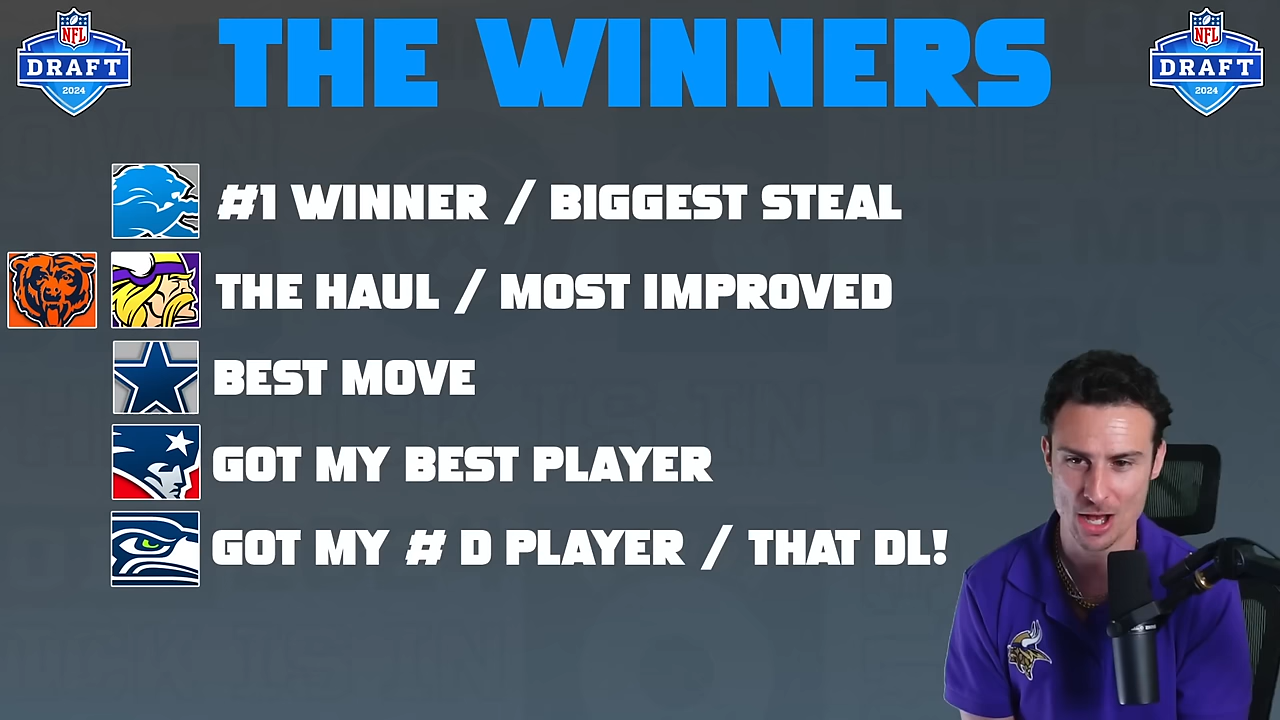 THE WINNERS
NFL
DRAFT
2024
NFL
DRAFT
2024
#1 WINNER / BIGGEST STEAL
THE HAUL / MOST IMPROVED
BEST MOVE
GOT MY BEST PLAYER
GOT MY # D PLAYER / THAT DL!